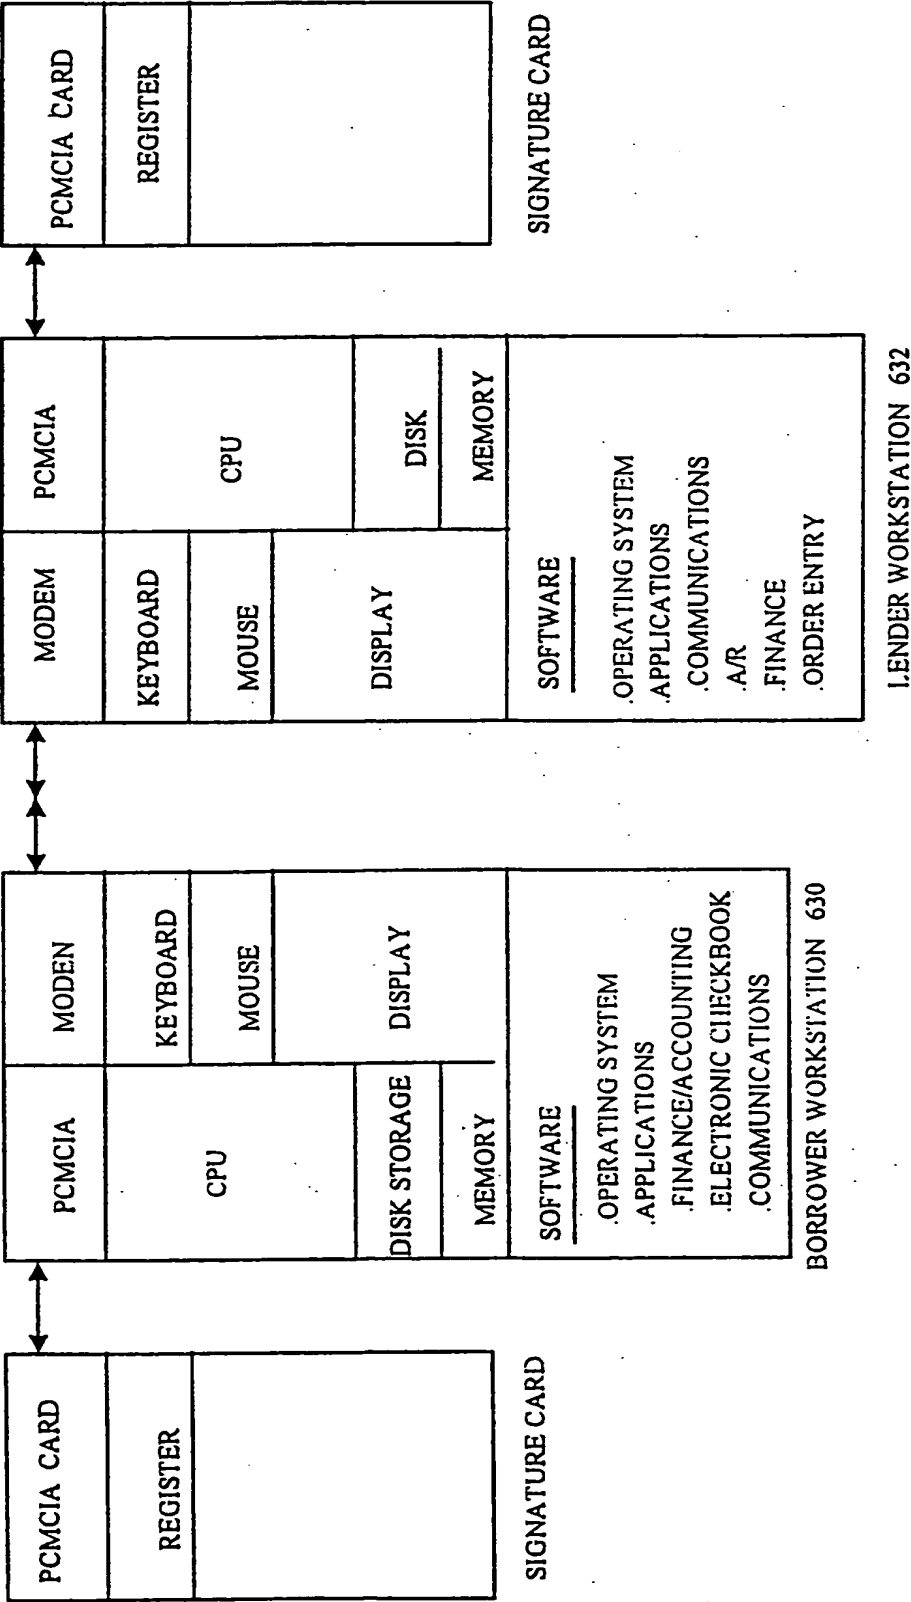 PCMCIA CARD
REGISTER
SIGNATURE CARD
PCMCIA
MODEN
CPU
KEYBOARD
MOUSE
DISK STORAGE
DISPLAY
MEMORY
SOFTWARE
.OPERATING SYSTEM
.APPLICATIONS
.FINANCE/ACCOUNTING
.ELECTRONIC CHECKBOOK
.COMMUNICATIONS
BORROWER WORKSTATION 630
MODEM
PCMCIA
KEYBOARD
CPU
MOUSE
DISPLAY
DISK
MEMORY
SOFTWARE
.OPERATING SYSTEM
.APPLICATIONS
.COMMUNICATIONS
.A/R
.FINANCE
.ORDER ENTRY
LENDER WORKSTATION 632
PCMCIA CARD
REGISTER
SIGNATURE CARD